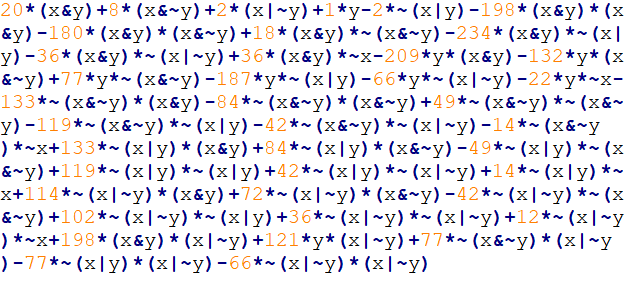 20*(x&y)+8*(x&~y)+2*(x|~y)+1*y-2*~(x|y)-198*(x&y)*(x
&y)-180*(x&y)*(x&~y)+18*(x&y)*~(x&~y)-234*(x&y)*~(x|
y)-36*(x&y)*~(x|~y)+36*(x&y)*~x-209*y*(x&y)-132*y*(x
&~y)+77*y*~(x&~y)-187*y*~(x|y)-66*y*~(x|~y)-22*y*~x-
133*~(x&~y)*(x&y)-84*~(x&~y)*(x&~y)+49*~(x&~y)*~(x&~
y)-119*~(x&~y)*~(x|y)-42*~(x&~y)*~(x|~y)-14*~(x&~y
)*~x+133*~(x|y)*(x&y)+84*~(x|y)*(x&~y)-49*~(x|y)*~(x
&~y)+119*~(x|y)*~(x|y)+42*~(x|y)*~(x|~y)+14*~(x|y)*~
x+114*~(x|~y)*(x&y)+72*~(x|~y)*(x&~y)-42*~(x|~y)*~(x
&~y)+102*~(x|~y)*~(x|y)+36*~(x|~y)*~(x|~y)+12*~(x|~y
)*~x+198*(x&y)*(x|~y)+121*y*(x|~y)+77*~(x&~y)*(x|~y
)-77*~(x|y)*(x|~y)-66*~(x|~y)*(x|~y)